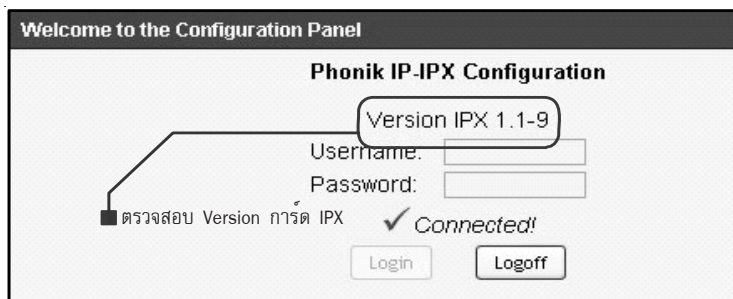 Welcome to the Configuration Panel
Phonik IP-IPX Configuration
Version IPX 1.1-9
Username:
Password:
ตรวจสอบ Version การ์ด IPX
Connected!
Login
Logoff